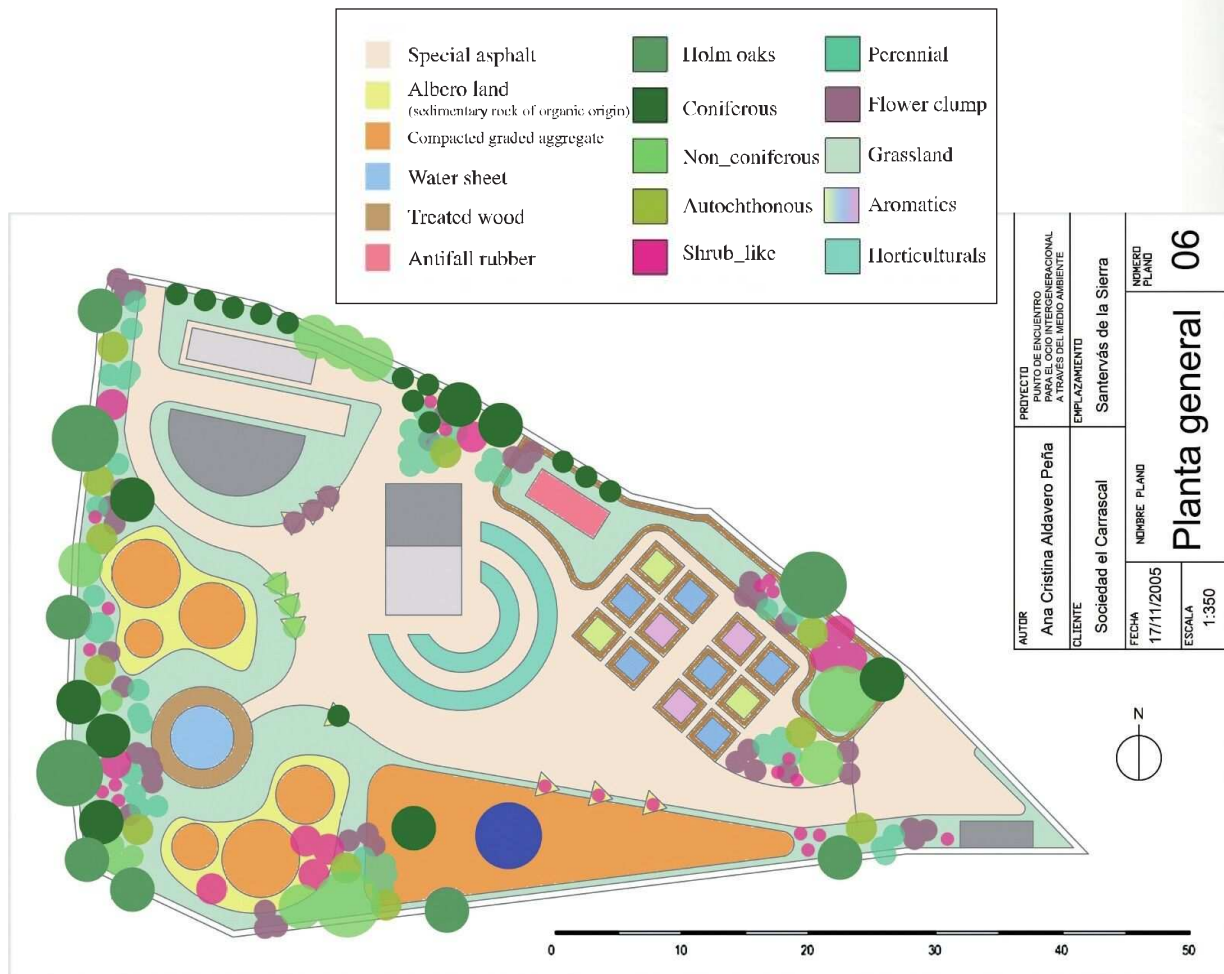 Special asphalt
Albero land
(sedimentary rock of organic origin)
Compacted graded aggregate
Water sheet
Treated wood
Antifall rubber
Holm oaks
Coniferous
Non_coniferous
Autochthonous
Shrub_like
Perennial
Flower clump
Grassland
Aromatics
Horticulturals
PROYECTO
PUNTO DE ENCUENTRO
PARA EL OCIO INTERGENERACIONAL
A TRAVÉS DEL MEDIO AMBIENTE
EMPLAZAMIENTO
Santervás de la Sierra
NÚMERO
PLANO
06
AUTOR
Ana Cristina Aldavero Peña
CLIENTE
Sociedad el Carrascal
NOMBRE PLANO
Planta general
FECHA
17/11/2005
ESCALA
1:350
N
0 10 20 30 40 50